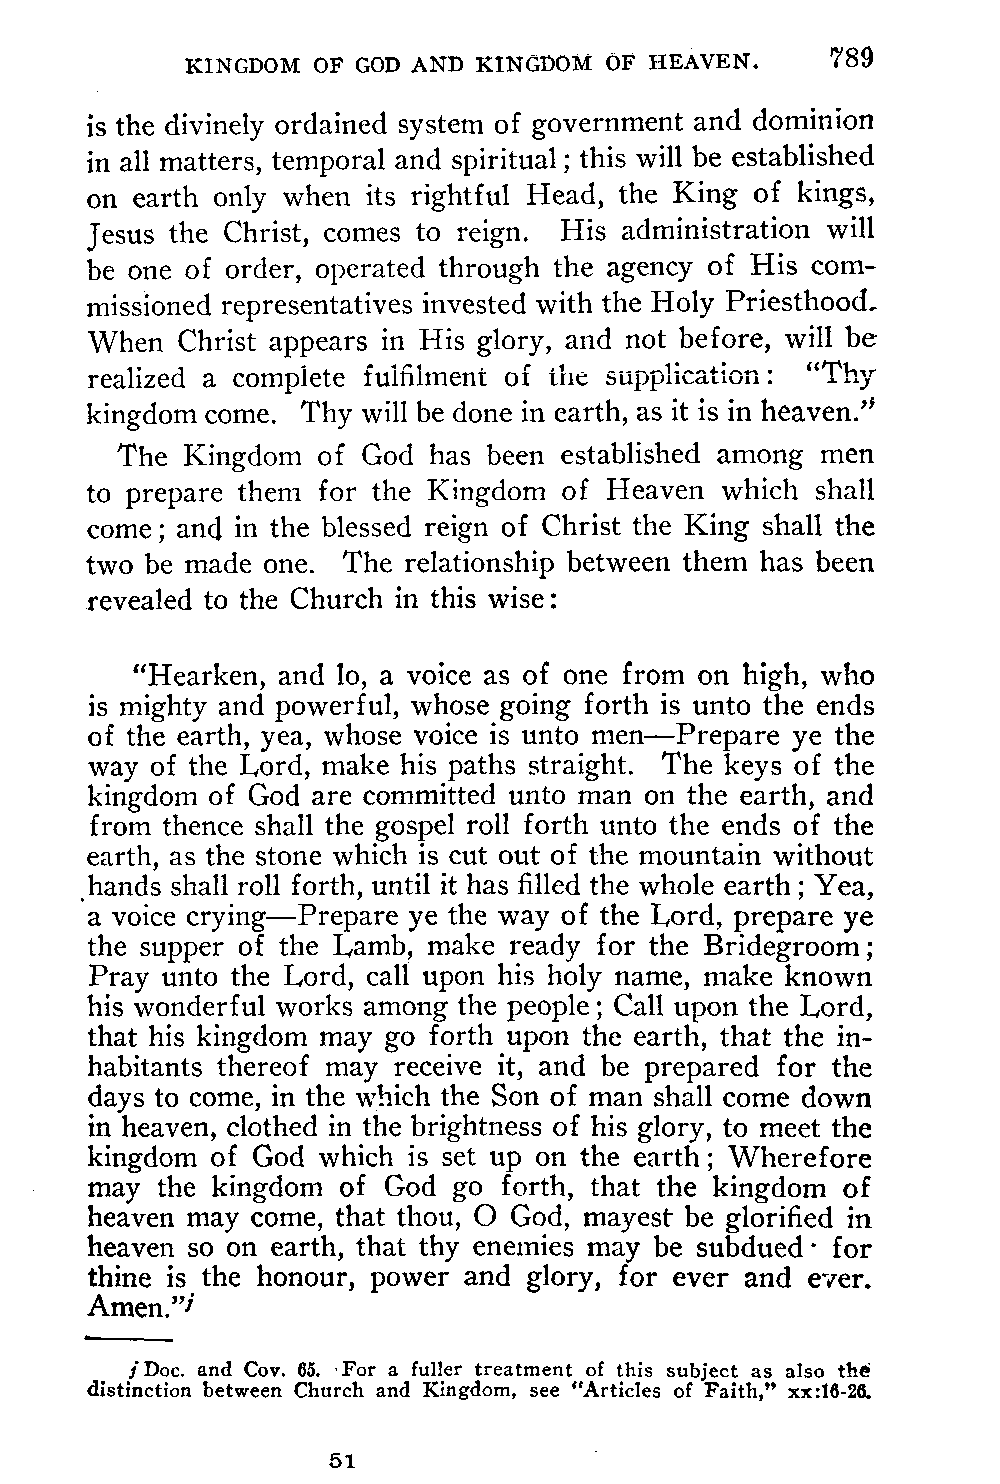 KINGDOM OF GOD AND KINGDOM OF HEAVEN. 789
is the divinely ordained system of government and dominion
in all matters, temporal and spiritual; this will be established
on earth only when its rightful Head, the King of kings,
Jesus the Christ, comes to reign. His administration will
be one of order, operated through the agency of His com-
missioned representatives invested with the Holy Priesthood.
When Christ appears in His glory, and not before, will be
realized a complete fulfilment of the supplication: "Thy
kingdom come. Thy will be done in earth, as it is in heaven."
The Kingdom of God has been established among men
to prepare them for the Kingdom of Heaven which shall
come; and in the blessed reign of Christ the King shall the
two be made one. The relationship between them has been
revealed to the Church in this wise:
"Hearken, and lo, a voice as of one from on high, who
is mighty and powerful, whose going forth is unto the ends
of the earth, yea, whose voice is unto men—Prepare ye the
way of the Lord, make his paths straight. The keys of the
kingdom of God are committed unto man on the earth, and
from thence shall the gospel roll forth unto the ends of the
earth, as the stone which is cut out of the mountain without
hands shall roll forth, until it has filled the whole earth; Yea,
a voice crying—Prepare ye the way of the Lord, prepare ye
the supper of the Lamb, make ready for the Bridegroom;
Pray unto the Lord, call upon his holy name, make known
his wonderful works among the people; Call upon the Lord,
that his kingdom may go forth upon the earth, that the in-
habitants thereof may receive it, and be prepared for the
days to come, in the which the Son of man shall come down
in heaven, clothed in the brightness of his glory, to meet the
kingdom of God which is set up on the earth; Wherefore
may the kingdom of God go forth, that the kingdom of
heaven may come, that thou, O God, mayest be glorified in
heaven so on earth, that thy enemies may be subdued· for
thine is the honour, power and glory, for ever and ever.
Amen."j
j Doc. and Cov. 65. For a fuller treatment of this subject as also the
distinction between Church and Kingdom, see "Articles of Faith," xx:16-26.
51